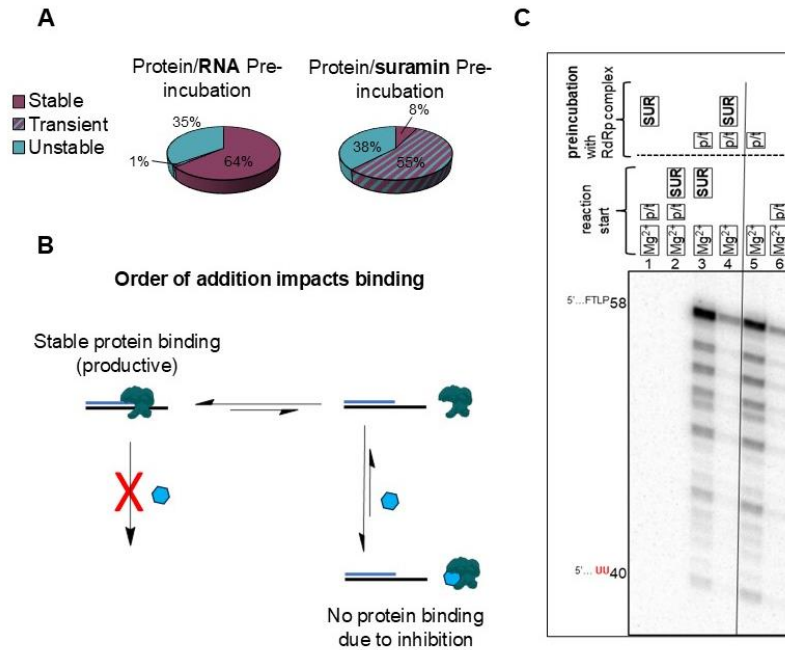 A
Protein/RNA Pre-
incubation
Protein/suramin Pre-
incubation
Stable
Transient
Unstable
35%
1%
64%
8%
38%
55%
B
Order of addition impacts binding
Stable protein binding
(productive)
X
No protein binding
due to inhibition
C
preincubation
with
RdRp complex
SUR
SUR
p/t
p/t
p/t
reaction
start
SUR
SUR
p/t
p/t
p/t
Mg2+
Mg2+
Mg2+
Mg2+
Mg2+
Mg2+
1 2 3 4 5 6
5'...FTLP58
5'... UU40